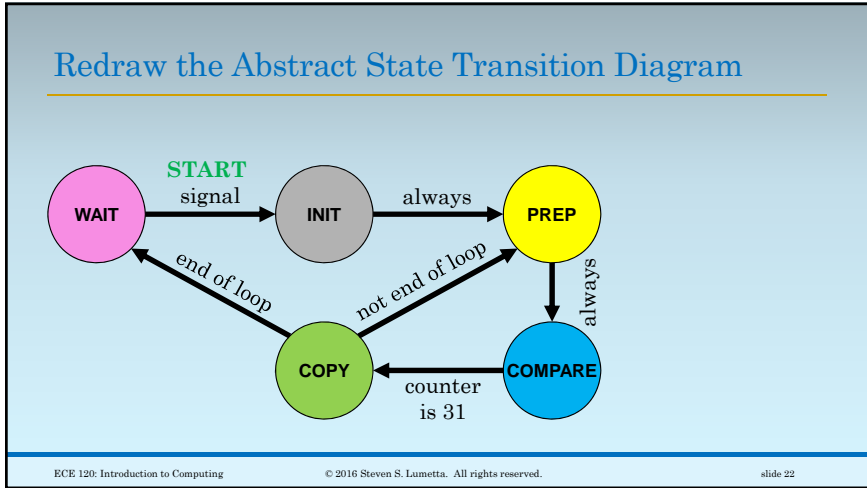 Redraw the Abstract State Transition Diagram
START
signal
always
WAIT
INIT
PREP
end of loop
not end of loop
always
COPY
COMPARE
counter
is 31
ECE 120: Introduction to Computing
© 2016 Steven S. Lumetta. All rights reserved.
slide 22